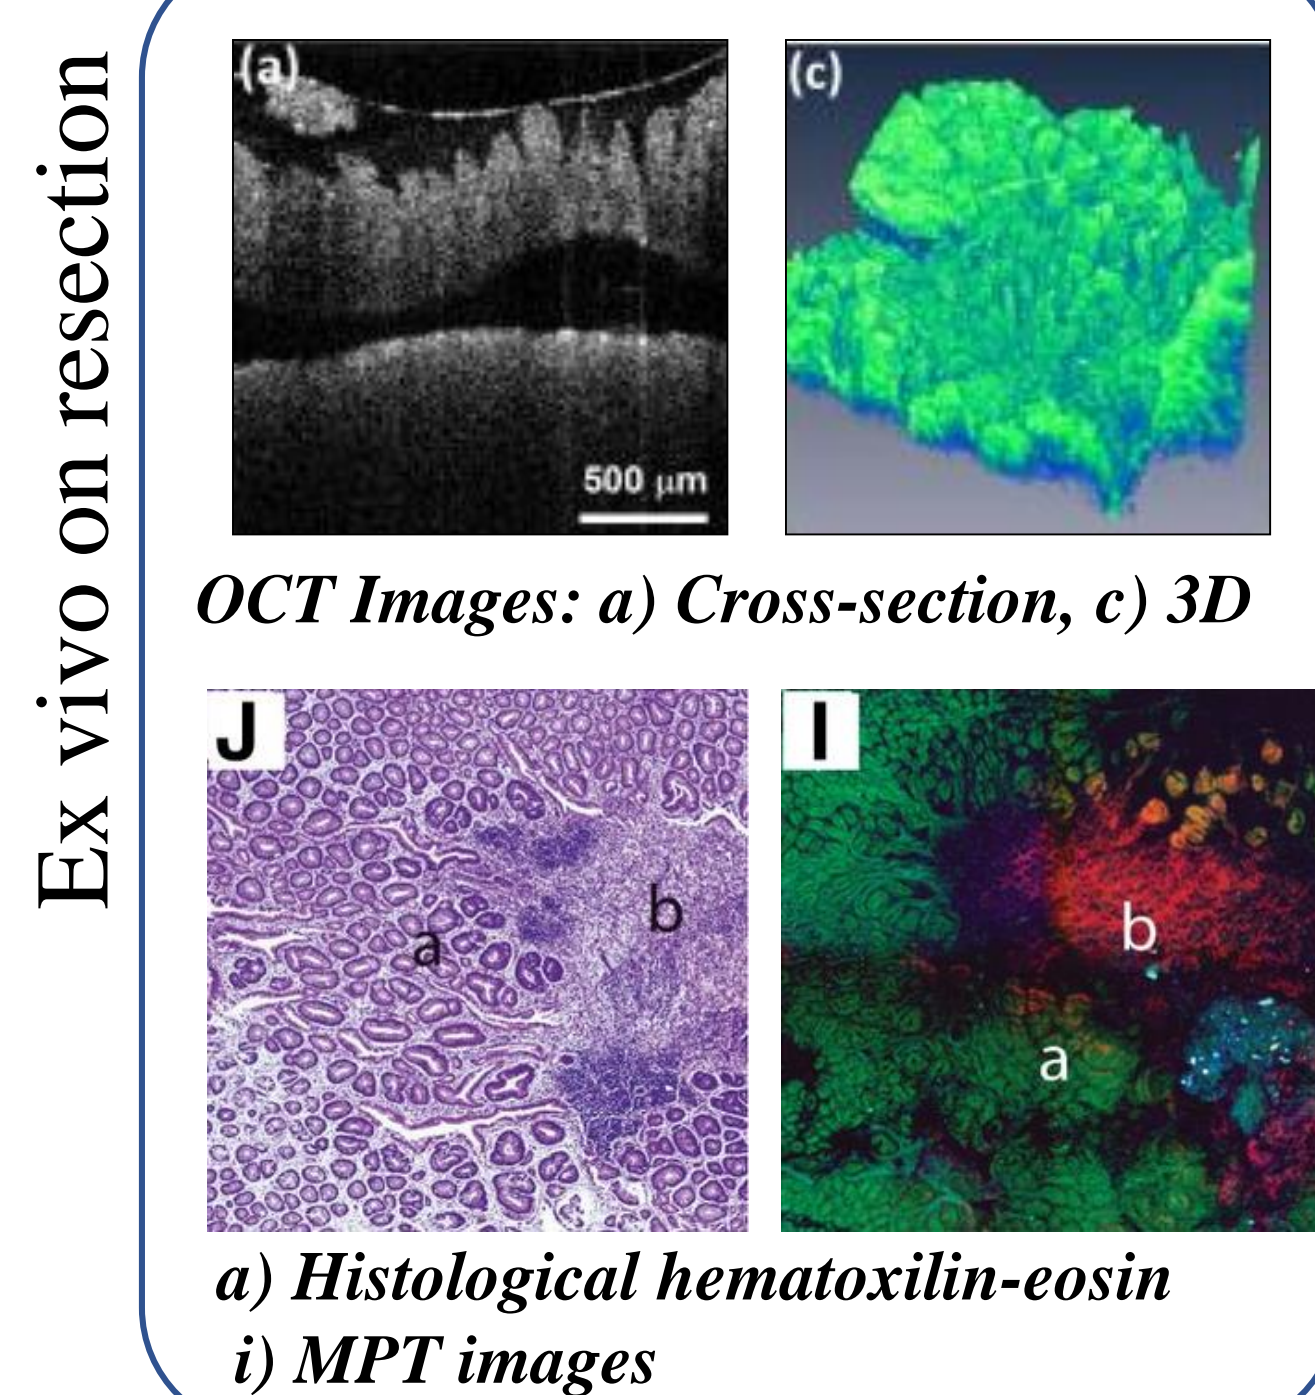 Ex vivo on resection
(a)
(c)
500 μm
OCT Images: a) Cross-section, c) 3D
J
I
b
a
b
a
a) Histological hematoxilin-eosin
i) MPT images